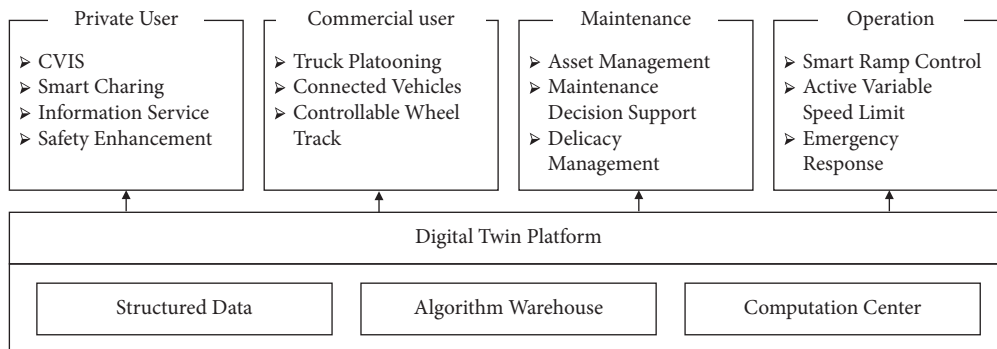 Private User
➢ CVIS
➢ Smart Charing
➢ Information Service
➢ Safety Enhancement
Commercial user
➢ Truck Platooning
➢ Connected Vehicles
➢ Controllable Wheel
Track
Maintenance
➢ Asset Management
➢ Maintenance
Decision Support
➢ Delicacy
Management
Operation
➢ Smart Ramp Control
➢ Active Variable
Speed Limit
➢ Emergency
Response
Digital Twin Platform
Structured Data
Algorithm Warehouse
Computation Center